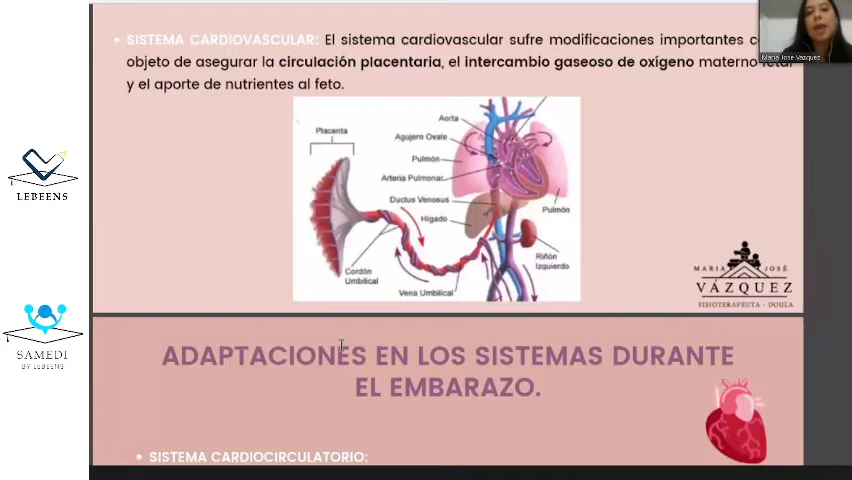 SISTEMA CARDIOVASCULAR: El sistema cardiovascular sufre modificaciones importantes
objeto de asegurar la circulación placentaria, el intercambio gaseoso de oxígeno materno fetal
y el aporte de nutrientes al feto.
Maria Jose Vazquez
Placenta
Aorta
Agujero Ovale
Pulmón
Arteria Pulmonar
Ductus Venosus
Hígado
Pulmón
Riñón
Izquierdo
Cordón
Umbilical
Vena Umbilical
LEBEENS
SAMEDI
BY LEBEENS
MARIA JOSÉ
VÁZQUEZ
FISIOTERAPEUTA - DOULA
ADAPTACIONES EN LOS SISTEMAS DURANTE
EL EMBARAZO.
SISTEMA CARDIOCIRCULATORIO: